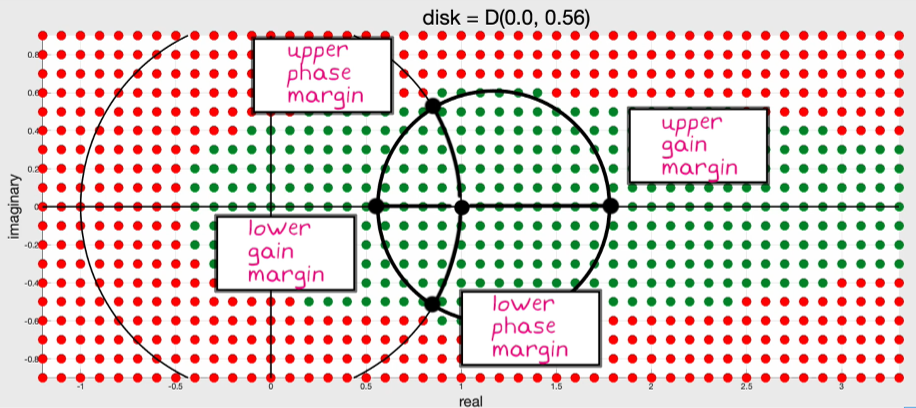 disk = D(0.0, 0.56)
upper
phase
margin
upper
gain
margin
lower
gain
margin
lower
phase
margin
imaginary
0.8
0.6
0.4
0.2
0
-0.2
-0.4
-0.6
-0.8
-1
-0.5
0
0.5
1
1.5
2
2.5
3
real